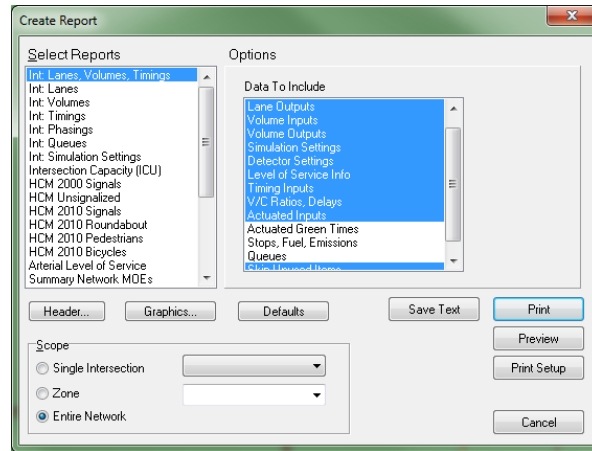 Create Report
Select Reports
Options
Int: Lanes, Volumes, Timings
Int: Lanes
Int: Volumes
Int: Timings
Int: Phasings
Int: Queues
Int: Simulation Settings
Intersection Capacity (ICU)
HCM 2000 Signals
HCM Unsignalized
HCM 2010 Signals
HCM 2010 Roundabout
HCM 2010 Pedestrians
HCM 2010 Bicycles
Arterial Level of Service
Summary Network MOEs
Data To Include
Lane Outputs
Volume Inputs
Volume Outputs
Simulation Settings
Detector Settings
Level of Service Info
Timing Inputs
V/C Ratios, Delays
Actuated Inputs
Actuated Green Times
Stops, Fuel, Emissions
Queues
Skip Unused Items
Header...
Graphics...
Defaults
Save Text
Print
Preview
Print Setup
Cancel
Scope
Single Intersection
Zone
Entire Network